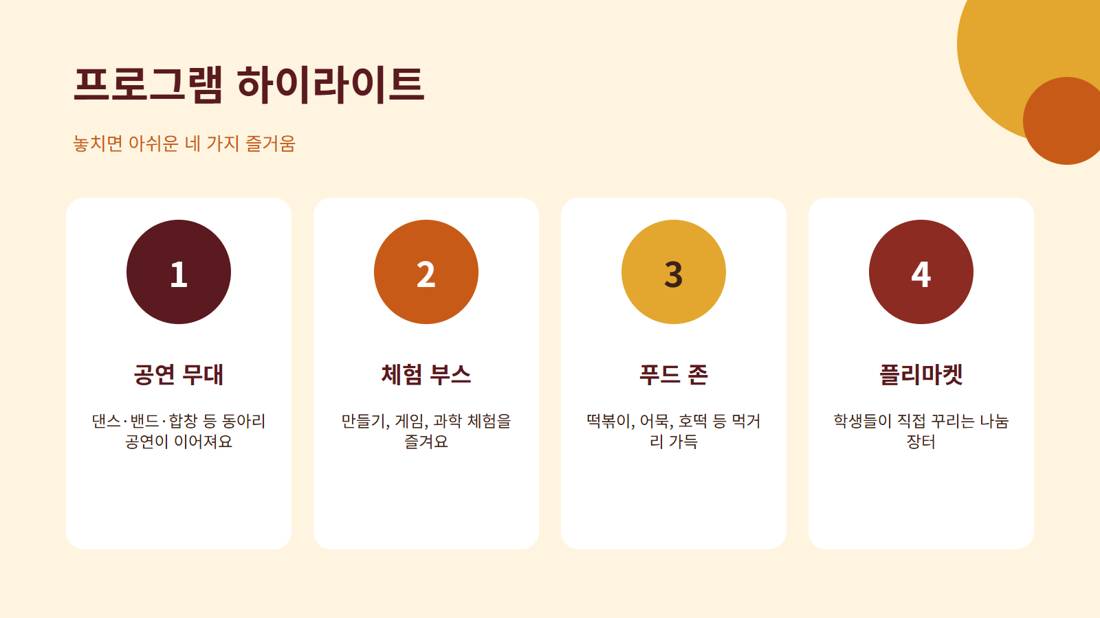 프로그램 하이라이트
놓치면 아쉬운 네 가지 즐거움
1
공연 무대
댄스·밴드·합창 등 동아리
공연이 이어져요
2
체험 부스
만들기, 게임, 과학 체험을
즐겨요
3
푸드 존
떡볶이, 어묵, 호떡 등 먹거
리 가득
4
플리마켓
학생들이 직접 꾸리는 나눔
장터